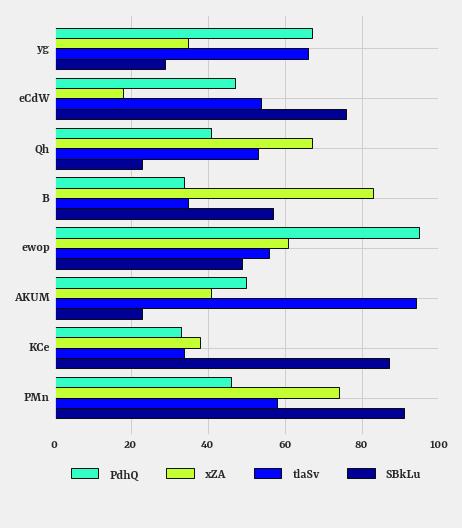 yg
eCdW
Qh
B
ewop
AKUM
KCe
PMn
0 20 40 60 80 100
PdhQ xZA tlaSv SBkLu